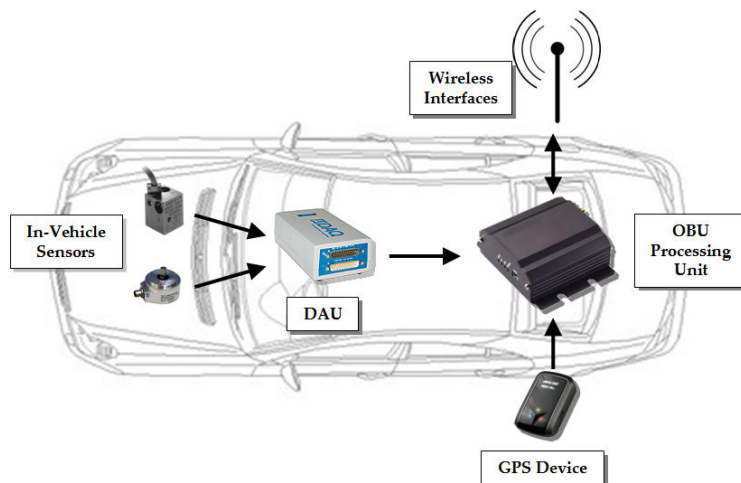 Wireless
Interfaces
In-Vehicle
Sensors
OBU
Processing
Unit
DAU
GPS Device